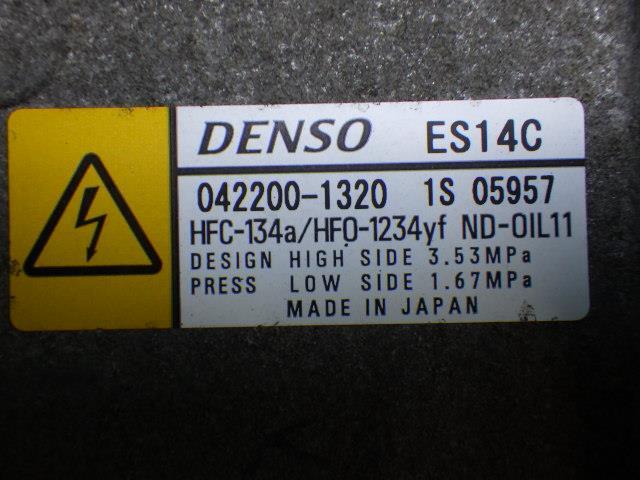 DENSO ES14C
042200-1320 1S 05957
HFC-134a/HFO-1234yf ND-OIL11
DESIGN HIGH SIDE 3.53MPa
PRESS LOW SIDE 1.67MPa
MADE IN JAPAN